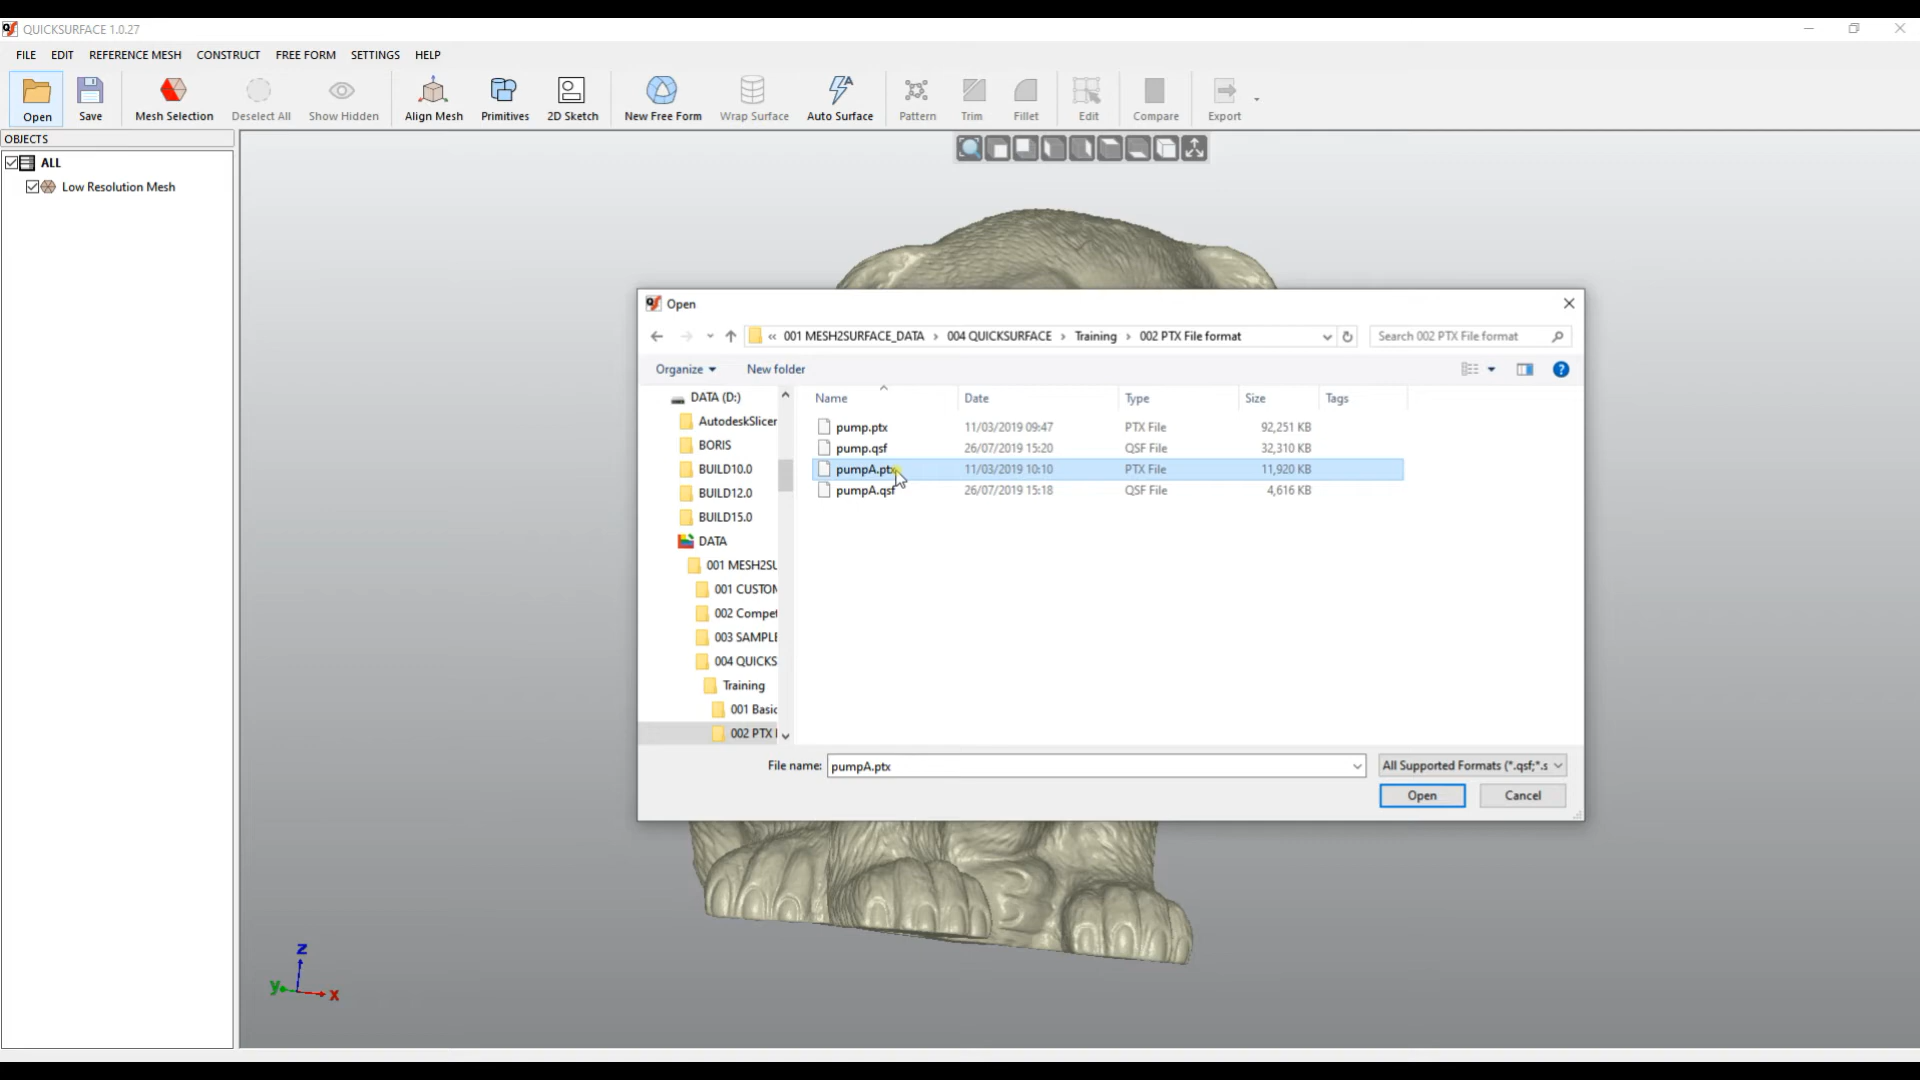 QUICKSURFACE 1.0.27
FILE EDIT REFERENCE MESH CONSTRUCT FREE FORM SETTINGS HELP
Open Save Mesh Selection Deselect All Show Hidden Align Mesh Primitives 2D Sketch New Free Form Wrap Surface Auto Surface Pattern Trim Fillet Edit Compare Export
OBJECTS
ALL
Low Resolution Mesh
Open
« 001 MESH2SURFACE_DATA › 004 QUICKSURFACE › Training › 002 PTX File format
Search 002 PTX File format
Organize New folder
DATA (D:)
AutodeskSlicer
BORIS
BUILD10.0
BUILD12.0
BUILD15.0
DATA
001 MESH2SU
001 CUSTOM
002 Compet
003 SAMPLE
004 QUICKS
Training
001 Basic
002 PTX
Name Date Type Size Tags
pump.ptx 11/03/2019 09:47 PTX File 92,251 KB
pump.qsf 26/07/2019 15:20 QSF File 32,310 KB
pumpA.ptx 11/03/2019 10:10 PTX File 11,920 KB
pumpA.qsf 26/07/2019 15:18 QSF File 4,616 KB
File name: pumpA.ptx All Supported Formats (*.qsf;*.s
Open Cancel
z
y x